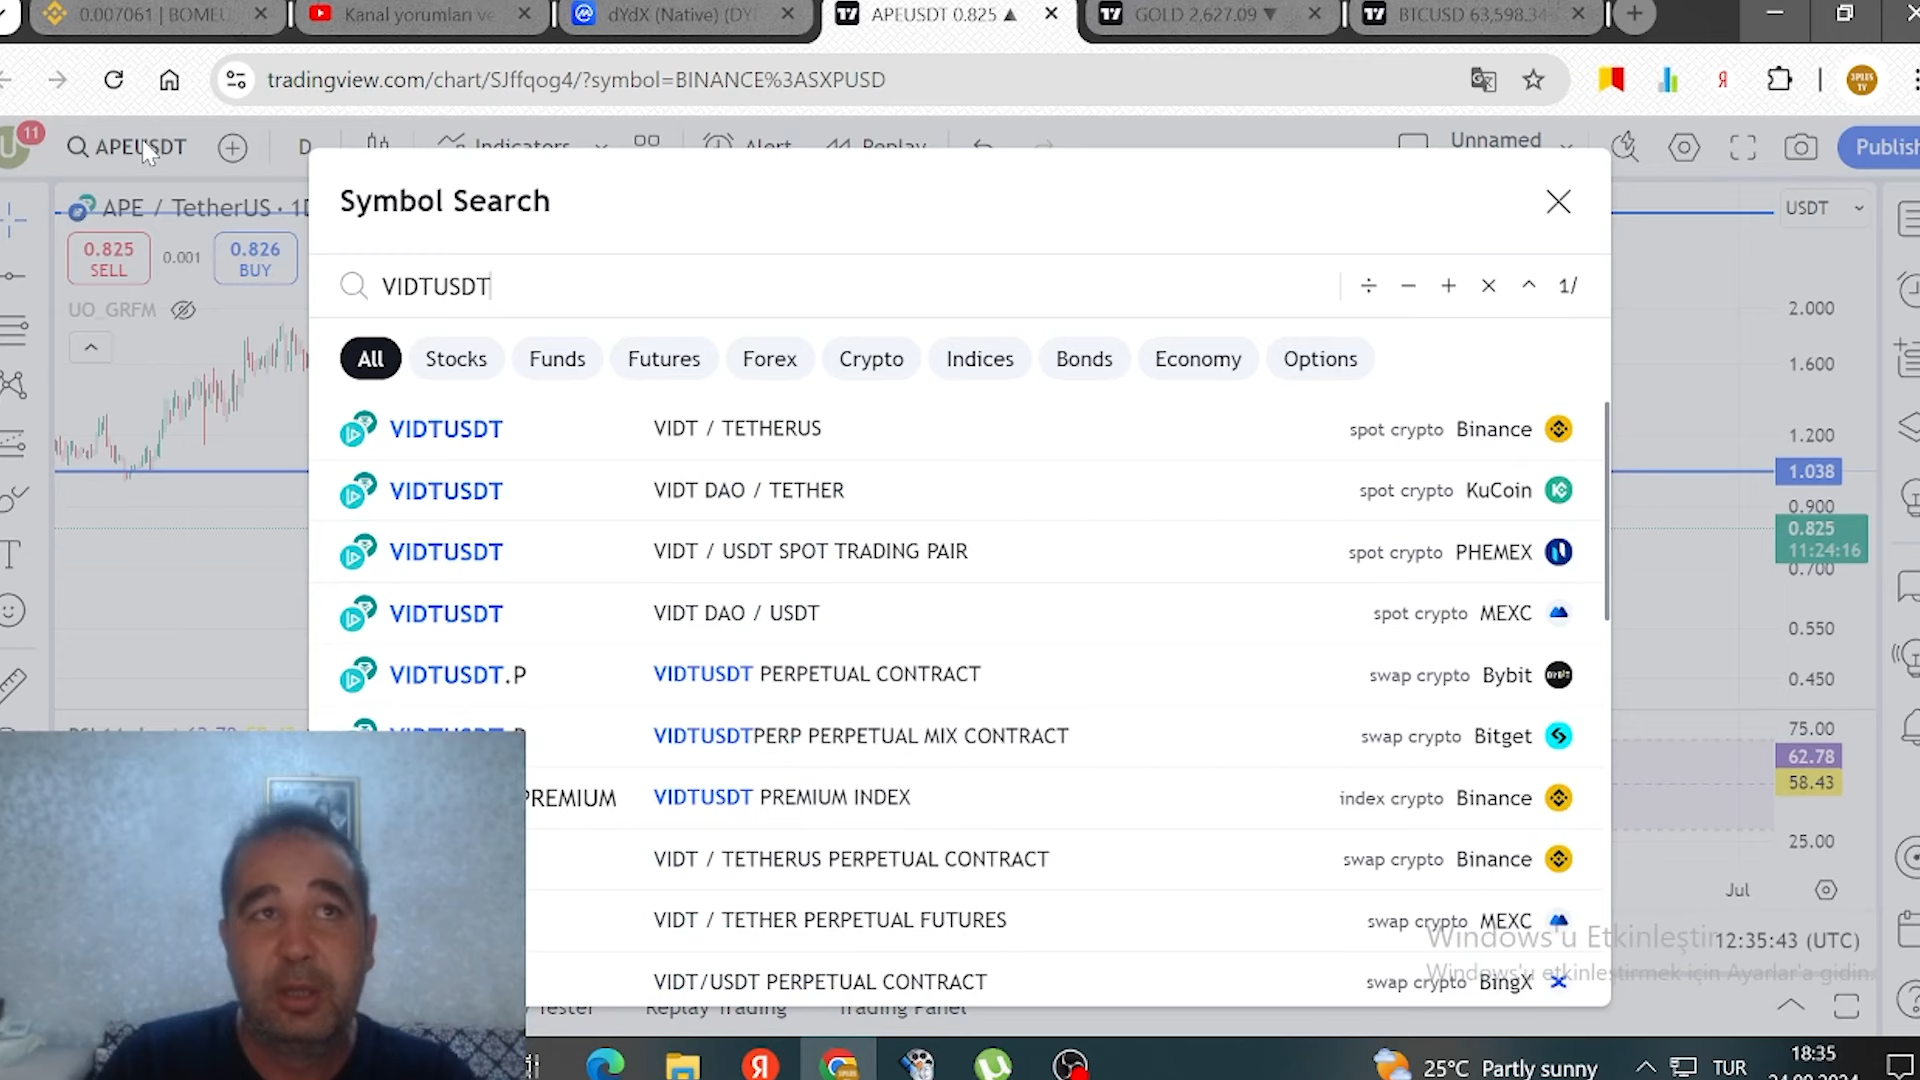 0.007061 | BOMEU
Kanal yorumları ve
dYdX (Native) (DY
APEUSDT 0.825 ▲
GOLD 2,627.09 ▼
BTCUSD 63,598.34
tradingview.com/chart/SJffqog4/?symbol=BINANCE%3ASXPUSD
11
APEUSDT
D
Indicators
Alert
Replay
Unnamed
Publish
APE / TetherUS · 1D
USDT
0.825
SELL
0.001
0.826
BUY
UO_GRFM
Symbol Search
VIDTUSDT
÷ − + × ^ 1/
All Stocks Funds Futures Forex Crypto Indices Bonds Economy Options
VIDTUSDT VIDT / TETHERUS spot crypto Binance
VIDTUSDT VIDT DAO / TETHER spot crypto KuCoin
VIDTUSDT VIDT / USDT SPOT TRADING PAIR spot crypto PHEMEX
VIDTUSDT VIDT DAO / USDT spot crypto MEXC
VIDTUSDT.P VIDTUSDT PERPETUAL CONTRACT swap crypto Bybit
VIDTUSDTPERP PERPETUAL MIX CONTRACT swap crypto Bitget
PREMIUM VIDTUSDT PREMIUM INDEX index crypto Binance
VIDT / TETHERUS PERPETUAL CONTRACT swap crypto Binance
VIDT / TETHER PERPETUAL FUTURES swap crypto MEXC
VIDT/USDT PERPETUAL CONTRACT swap crypto BingX
2.000
1.600
1.200
1.038
0.900
0.825
11:24:16
0.700
0.550
0.450
75.00
62.78
58.43
25.00
Jul
Windows'u Etkinleştir
12:35:43 (UTC)
Windows'u etkinleştirmek için Ayarlar'a gidin.
Tester
Replay Trading
Trading Panel
25°C Partly sunny
TUR
18:35
24.09.2024